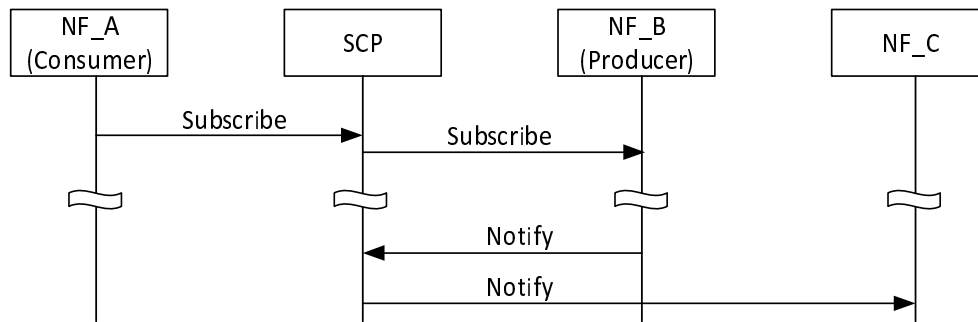 NF_A
(Consumer)
SCP
NF_B
(Producer)
NF_C
Subscribe
Subscribe
Notify
Notify